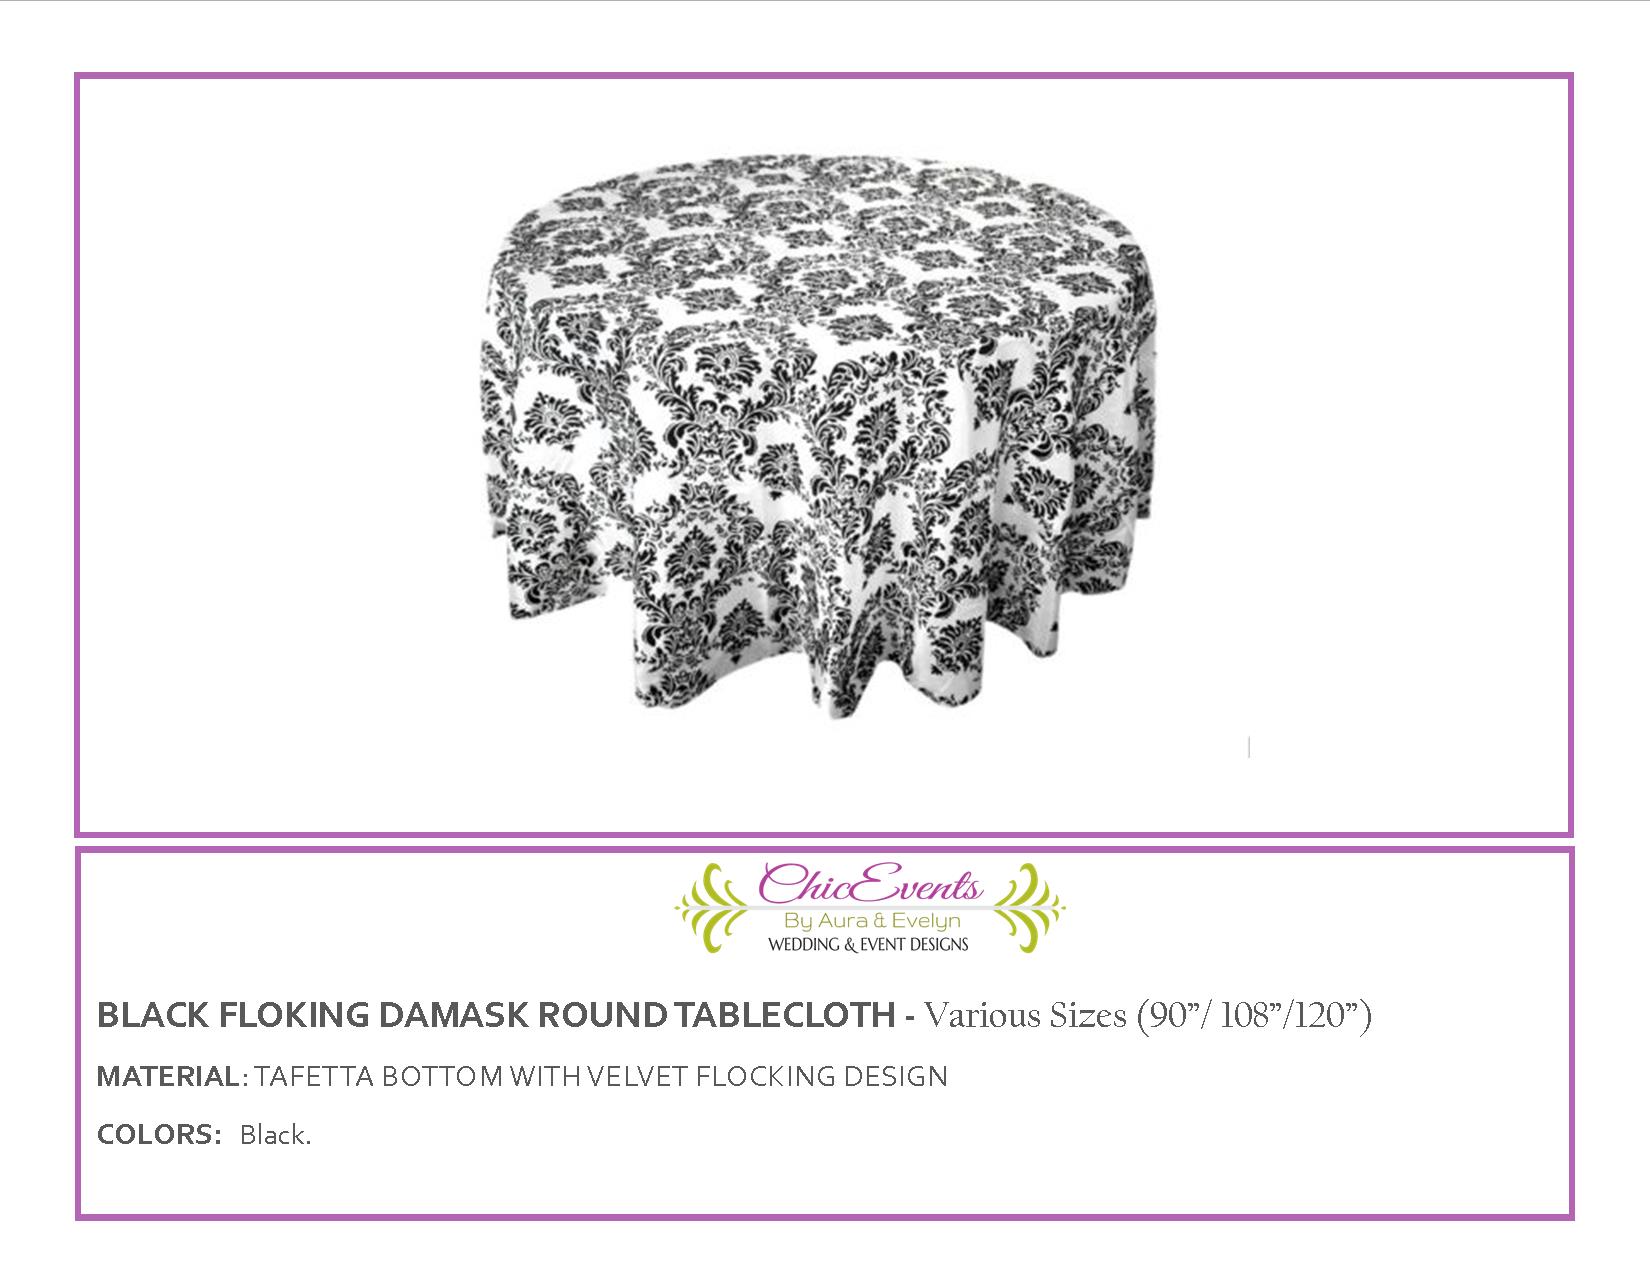 ChicEvents
By Aura & Evelyn
WEDDING & EVENT DESIGNS
BLACK FLOKING DAMASK ROUND TABLECLOTH - Various Sizes (90”/ 108”/120”)
MATERIAL: TAFETTA BOTTOM WITH VELVET FLOCKING DESIGN
COLORS: Black.